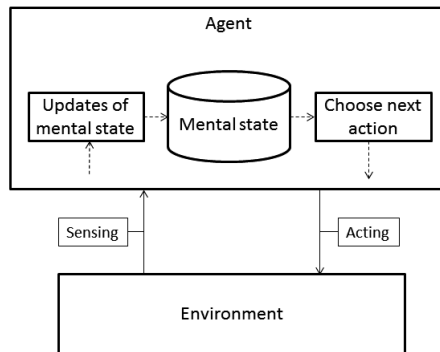 Agent
Updates of
mental state
Mental state
Choose next
action
Sensing
Acting
Environment